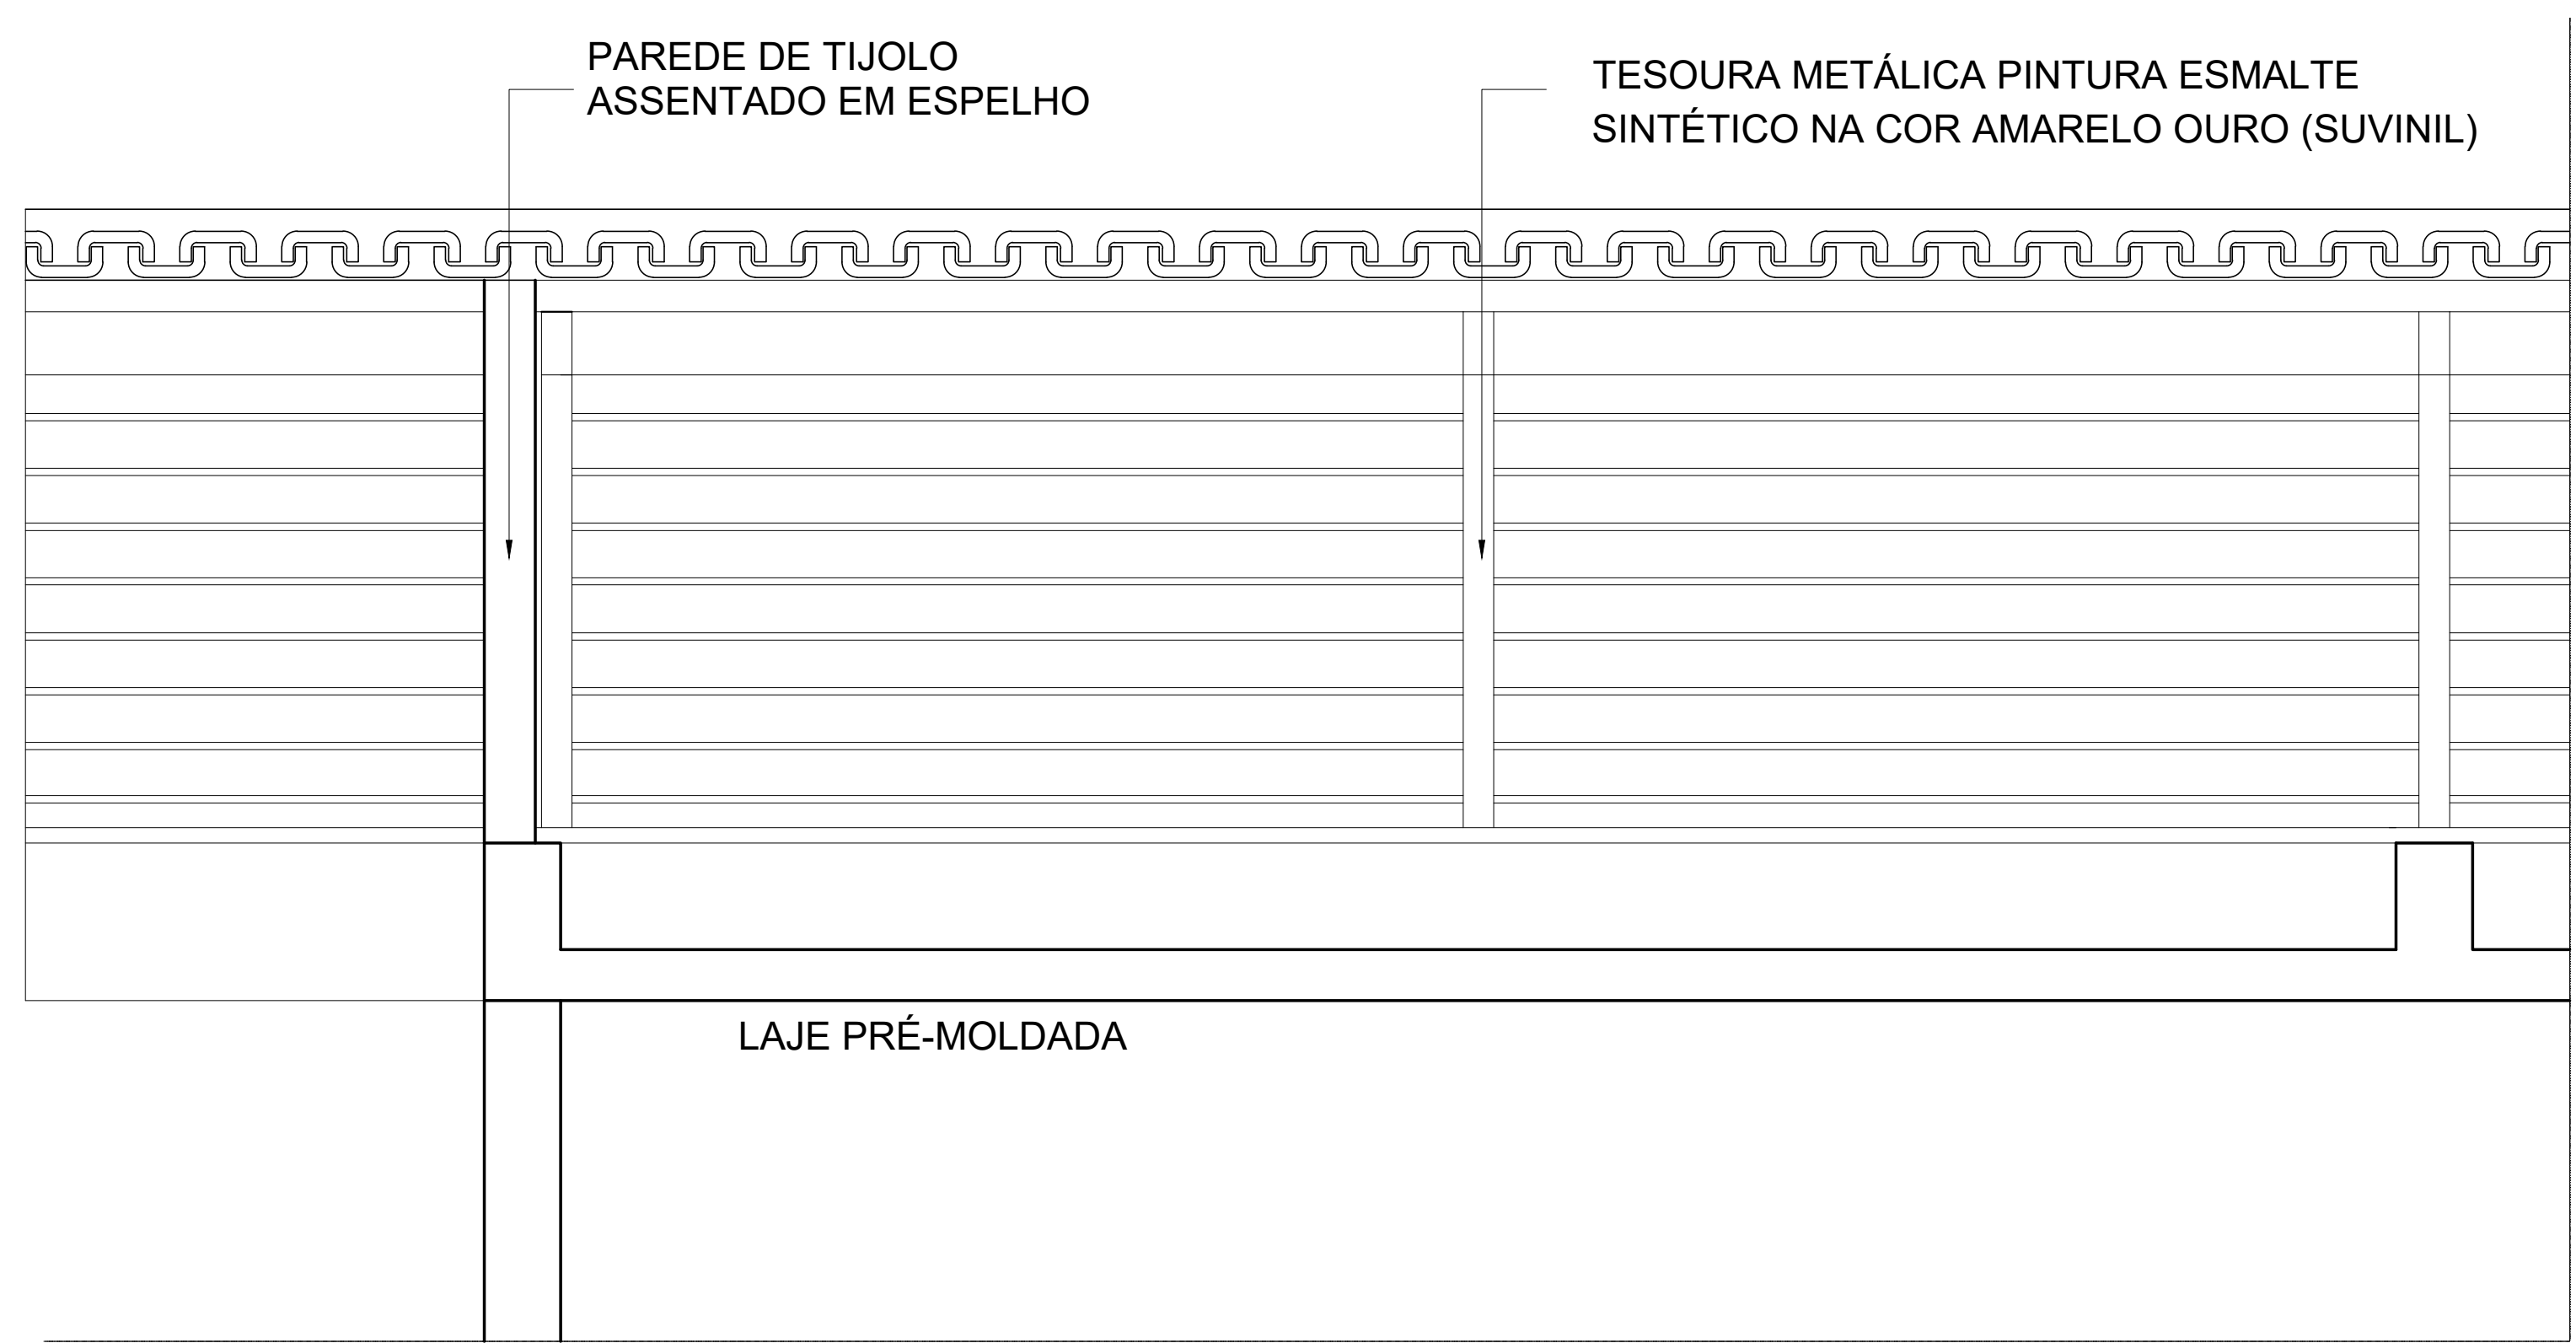 PAREDE DE TIJOLO
ASSENTADO EM ESPELHO
TESOURA METÁLICA PINTURA ESMALTE
SINTÉTICO NA COR AMARELO OURO (SUVINIL)
LAJE PRÉ-MOLDADA